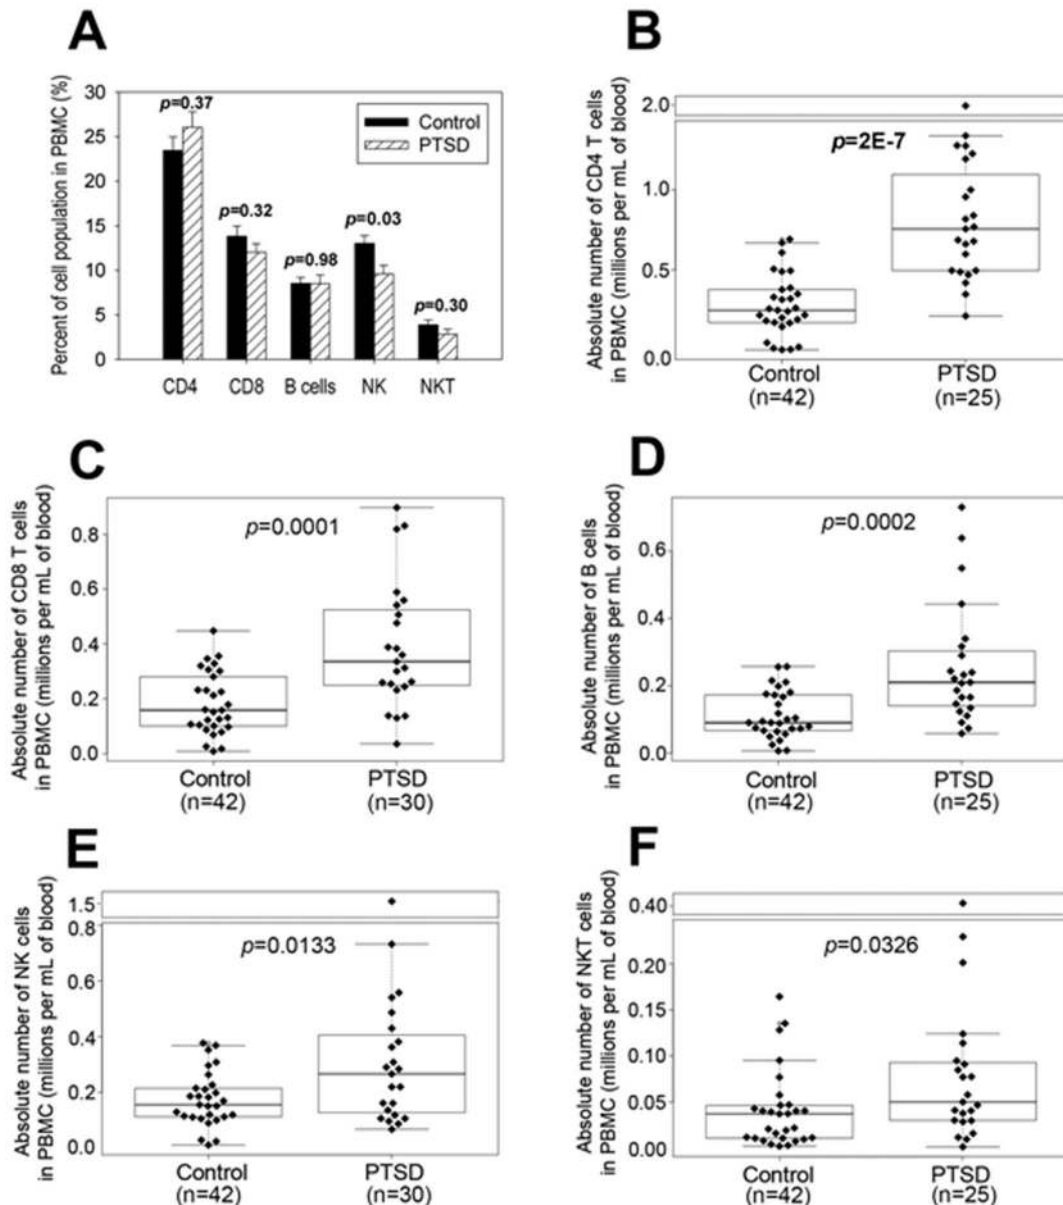 A
Percent of cell population in PBMC (%)
30
25
20
15
10
5
0
p=0.37
p=0.32
p=0.98
p=0.03
p=0.30
Control
PTSD
CD4 CD8 B cells NK NKT
B
Absolute number of CD4 T cells
in PBMC (millions per mL of blood)
2.0
1.0
0.5
0.0
p=2E-7
Control PTSD
(n=42) (n=25)
C
Absolute number of CD8 T cells
in PBMC (millions per mL of blood)
0.8
0.6
0.4
0.2
0.0
p=0.0001
Control PTSD
(n=42) (n=30)
D
Absolute number of B cells
in PBMC (millions per mL of blood)
0.6
0.4
0.2
0.0
p=0.0002
Control PTSD
(n=42) (n=25)
E
Absolute number of NK cells
in PBMC (millions per mL of blood)
1.5
0.8
0.6
0.4
0.2
0.0
p=0.0133
Control PTSD
(n=42) (n=30)
F
Absolute number of NKT cells
in PBMC (millions per mL of blood)
0.40
0.20
0.15
0.10
0.05
0.00
p=0.0326
Control PTSD
(n=42) (n=25)